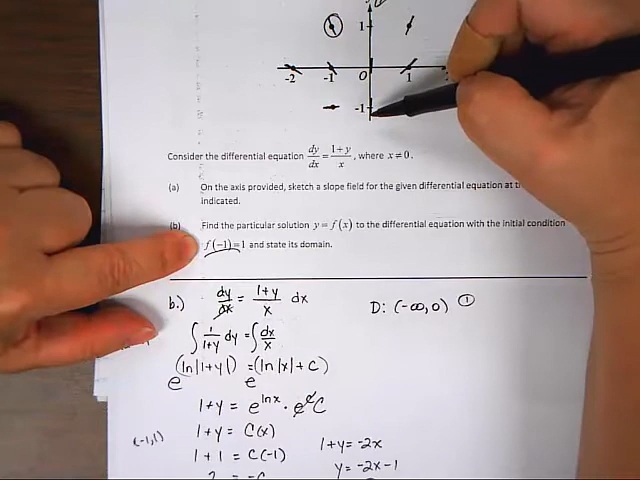 1
-2 -1 O 1
-1
Consider the differential equation dy/dx = 1+y/x, where x≠0.
(a) On the axis provided, sketch a slope field for the given differential equation at
indicated.
(b) Find the particular solution y = f(x) to the differential equation with the initial condition
f(-1)=1 and state its domain.
b.) dy/dx = 1+y/x dx D: (-∞,0) ①
∫ 1/1+y dy = ∫ dx/x
e^(ln|1+y|) = e^(ln|x|+C)
1+y = e^lnx · e^C C
(-1,1) 1+y = C(x) 1+y = -2x
1+1 = C(-1) y = -2x-1
2 = -C